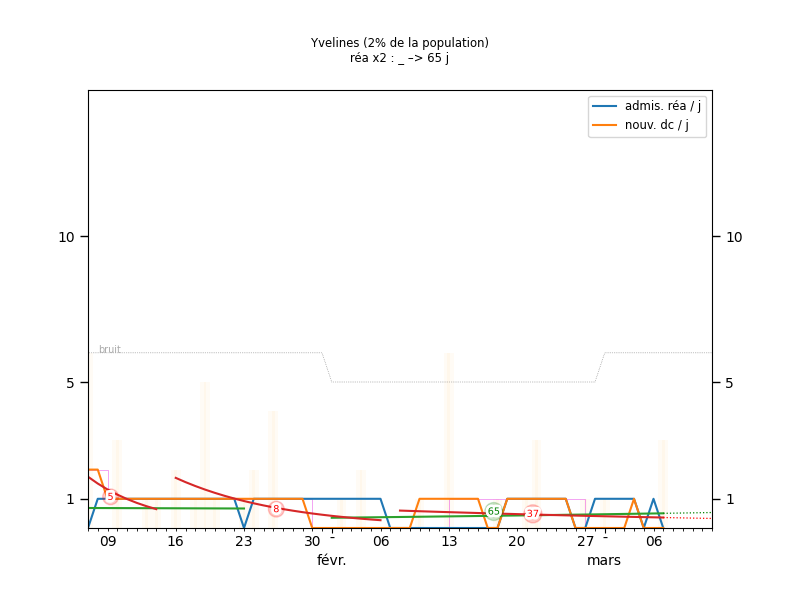 Yvelines (2% de la population)
réa x2 : _ –> 65 j
admis. réa / j
nouv. dc / j
10 10
bruit
5 5
5 8 65 37
1 1
09 16 23 30 - 06 13 20 27 - 06
févr. mars